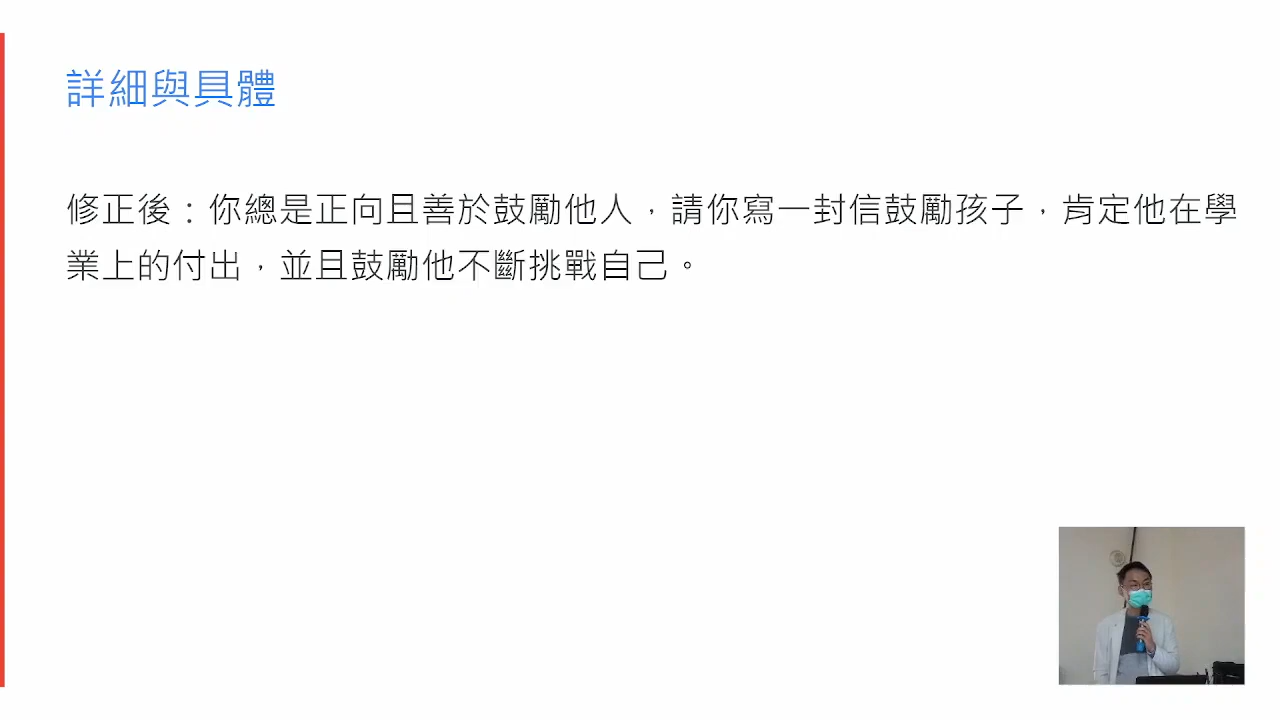 詳細與具體
修正後：你總是正向且善於鼓勵他人，請你寫一封信鼓勵孩子，肯定他在學
業上的付出，並且鼓勵他不斷挑戰自己。